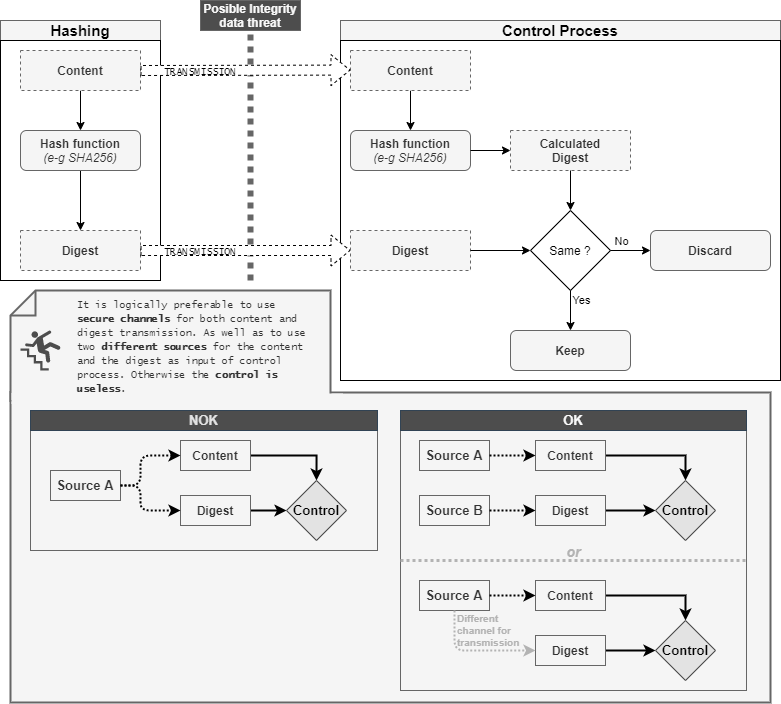 Posible Integrity
data threat
Hashing
Control Process
Content
TRANSMISSION
Content
Hash function
(e-g SHA256)
Hash function
(e-g SHA256)
Calculated
Digest
Digest
TRANSMISSION
Digest
Same ?
No
Discard
Yes
Keep
It is logically preferable to use
secure channels for both content and
digest transmission. As well as to use
two different sources for the content
and the digest as input of control
process. Otherwise the control is
useless.
NOK
Source A
Content
Digest
Control
OK
Source A
Content
Source B
Digest
Control
or
Source A
Content
Different
channel for
transmission
Digest
Control